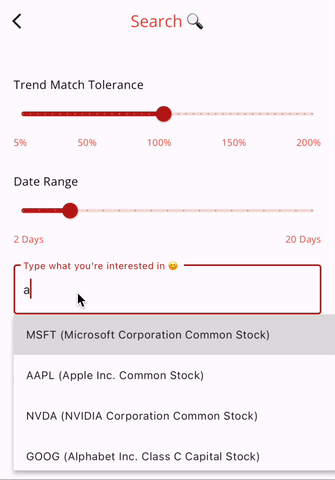 Search 🔍
Trend Match Tolerance
5% 50% 100% 150% 200%
Date Range
2 Days 20 Days
Type what you're interested in 😀
a
MSFT (Microsoft Corporation Common Stock)
AAPL (Apple Inc. Common Stock)
NVDA (NVIDIA Corporation Common Stock)
GOOG (Alphabet Inc. Class C Capital Stock)